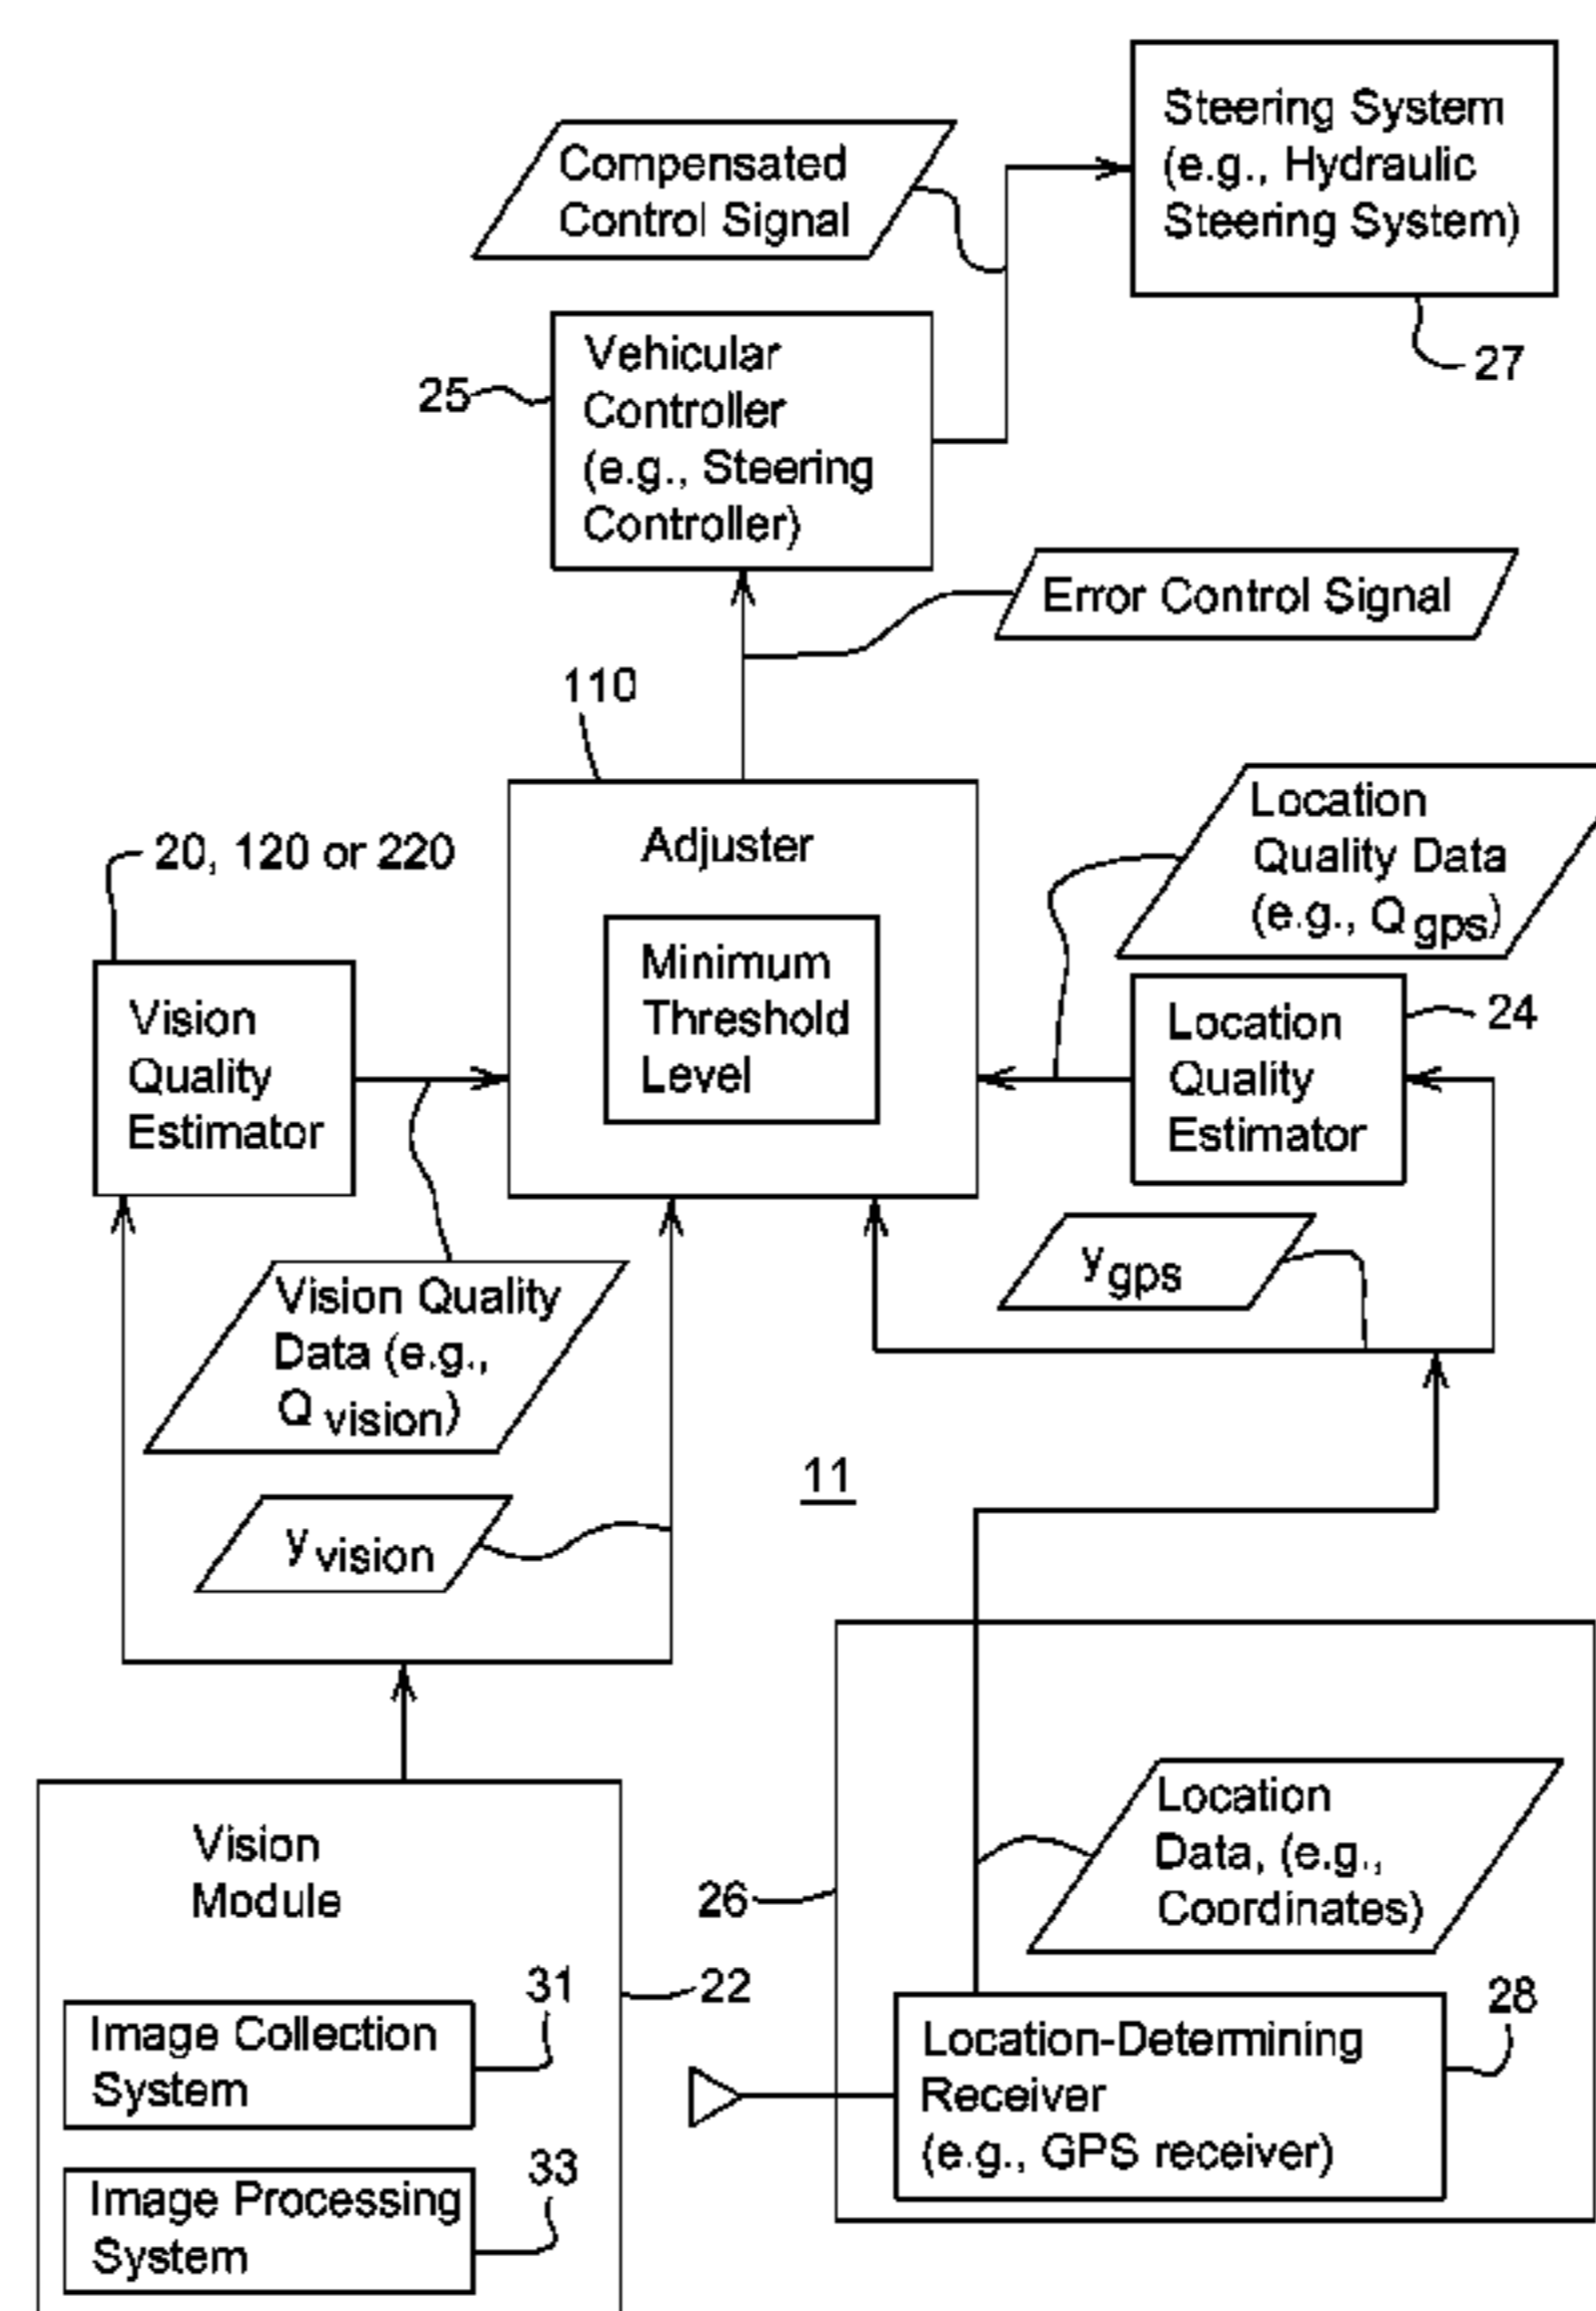 Steering System
(e.g., Hydraulic
Steering System)
27
Compensated
Control Signal
Vehicular
Controller
(e.g., Steering
Controller)
25
Error Control Signal
110
Adjuster
Minimum
Threshold
Level
20, 120 or 220
Vision
Quality
Estimator
Location
Quality Data
(e.g., Q gps)
Location
Quality
Estimator
24
y gps
Vision Quality
Data (e.g.,
Q vision)
y vision
11
Vision
Module
22
Image Collection
System
31
Image Processing
System
33
26
Location
Data, (e.g.,
Coordinates)
Location-Determining
Receiver
(e.g., GPS receiver)
28